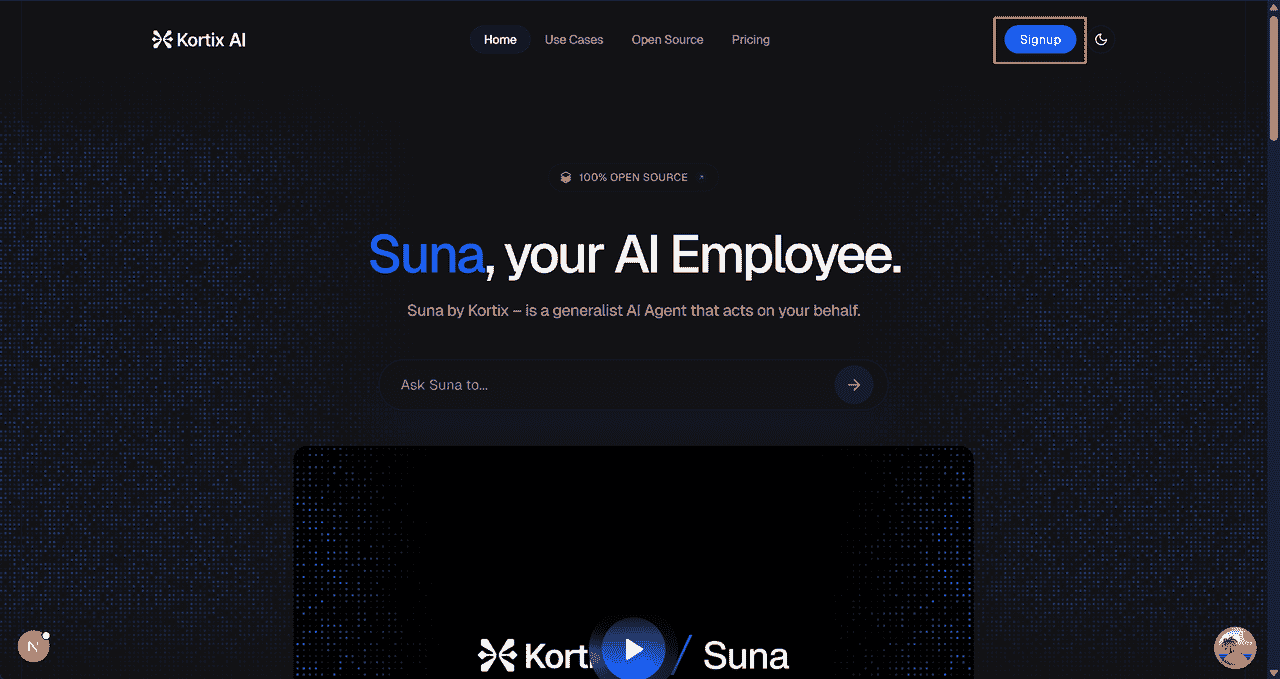 Kortix AI
Home
Use Cases
Open Source
Pricing
Signup
100% OPEN SOURCE
Suna, your AI Employee.
Suna by Kortix – is a generalist AI Agent that acts on your behalf.
Ask Suna to...
/ Suna
N